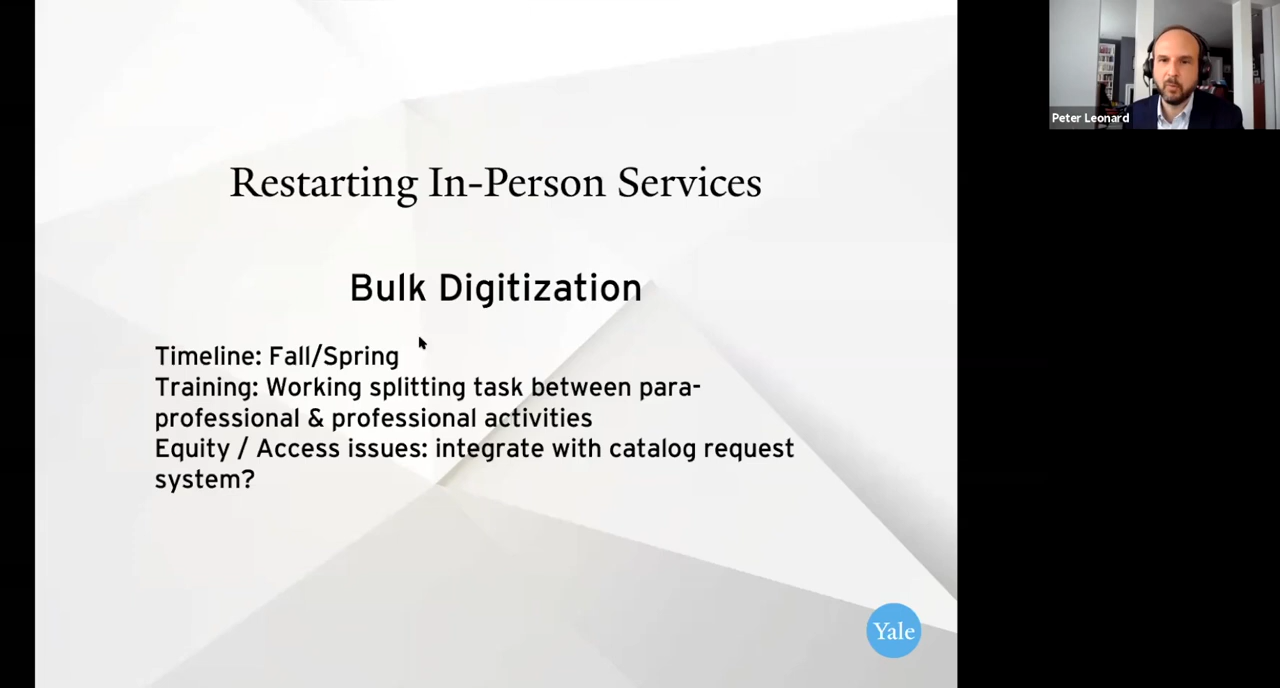 Restarting In-Person Services
Bulk Digitization
Timeline: Fall/Spring
Training: Working splitting task between para-
professional & professional activities
Equity / Access issues: integrate with catalog request
system?
Yale
Peter Leonard